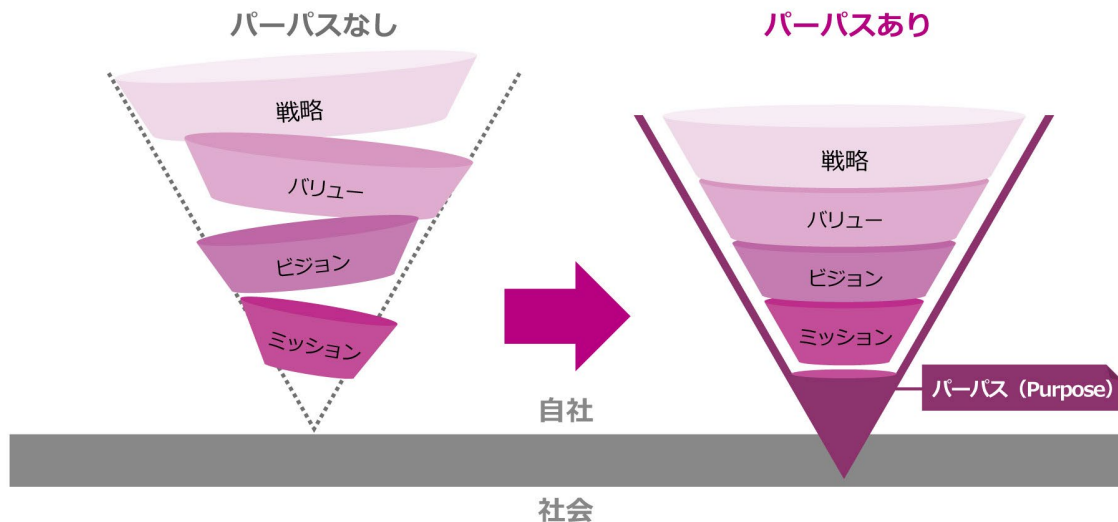 パーパスなし
戦略
バリュー
ビジョン
ミッション
パーパスあり
戦略
バリュー
ビジョン
ミッション
パーパス（Purpose）
自社
社会